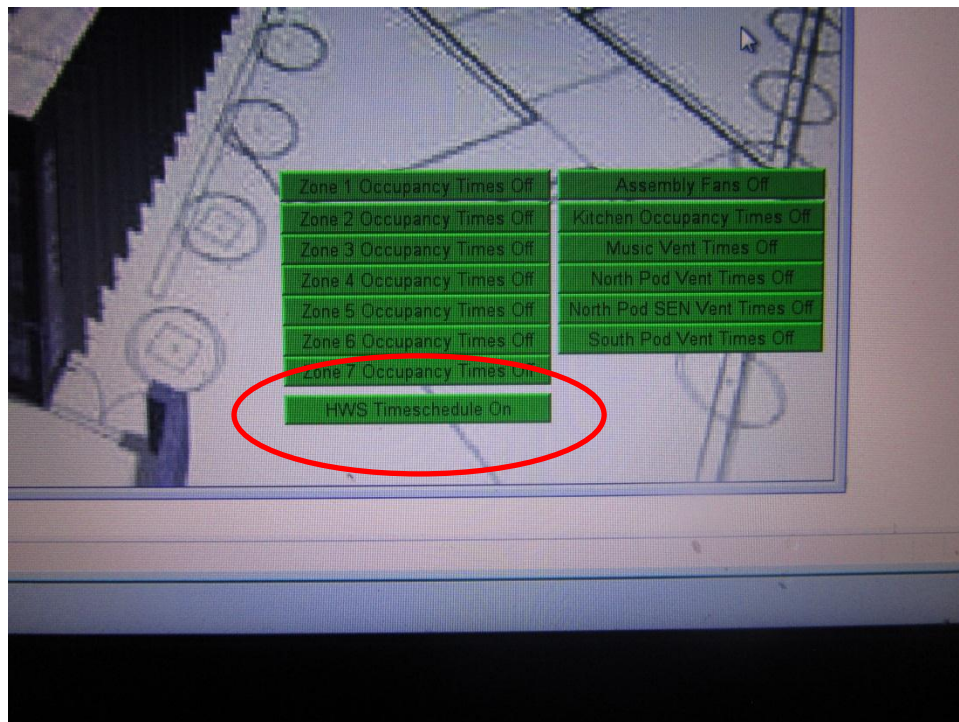 Zone 1 Occupancy Times Off
Zone 2 Occupancy Times Off
Zone 3 Occupancy Times Off
Zone 4 Occupancy Times Off
Zone 5 Occupancy Times Off
Zone 6 Occupancy Times Off
Zone 7 Occupancy Times Off
HWS Timeschedule On
Assembly Fans Off
Kitchen Occupancy Times Off
Music Vent Times Off
North Pod Vent Times Off
North Pod SEN Vent Times Off
South Pod Vent Times Off